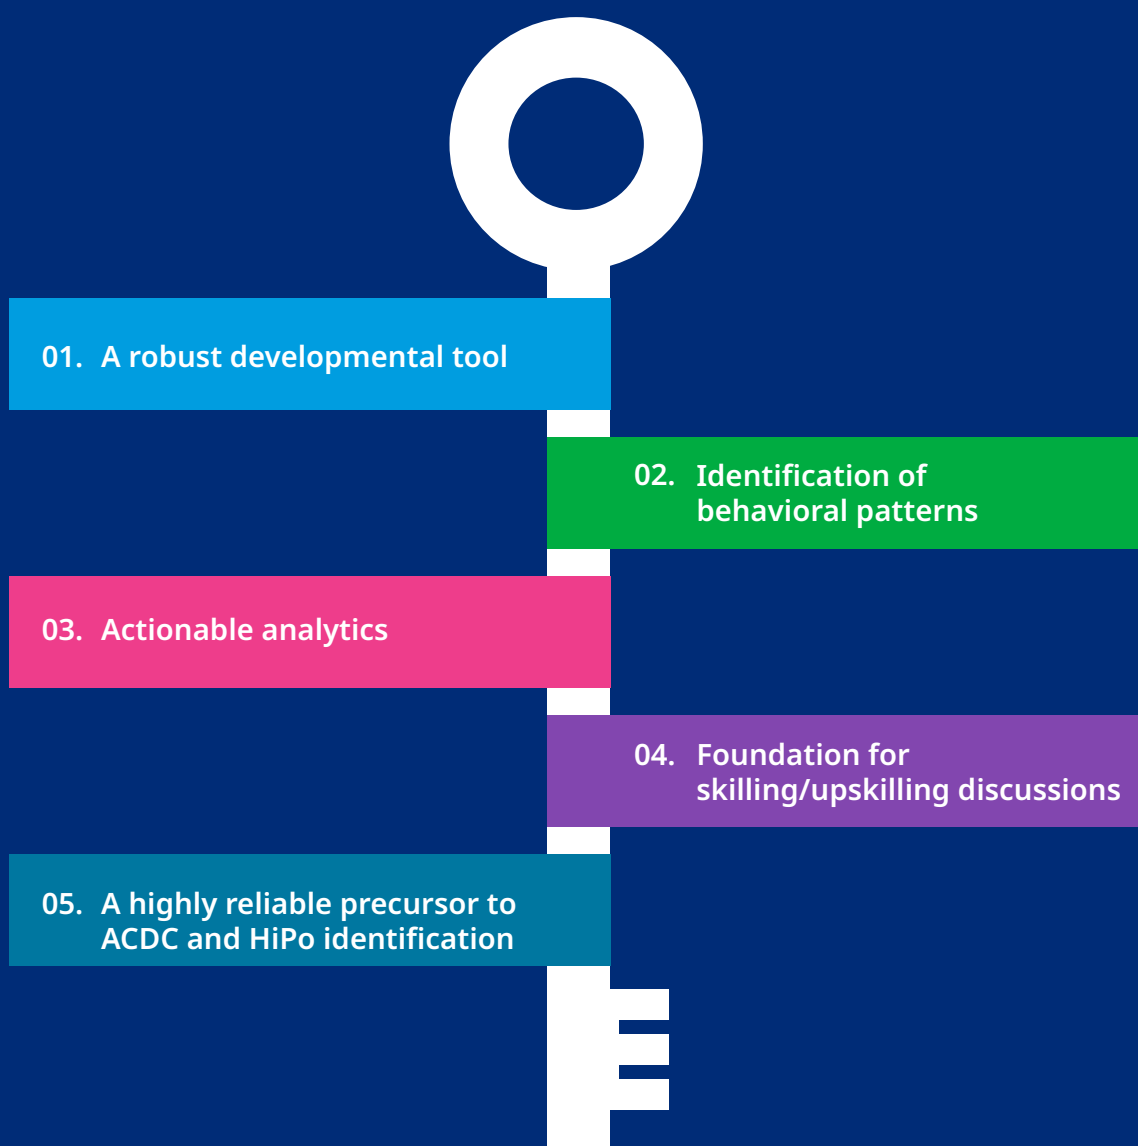 01. A robust developmental tool
02. Identification of
behavioral patterns
03. Actionable analytics
04. Foundation for
skilling/upskilling discussions
05. A highly reliable precursor to
ACDC and HiPo identification